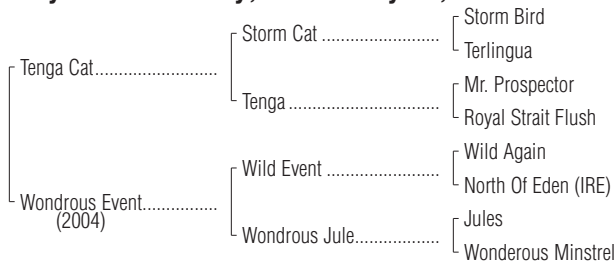 Storm Bird
Storm Cat ........................
Terlingua
Tenga Cat.........................
Mr. Prospector
Tenga ...............................
Royal Strait Flush
Wild Again
Wild Event .......................
North Of Eden (IRE)
Wondrous Event................
(2004)
Jules
Wondrous Jule.................
Wonderous Minstrel